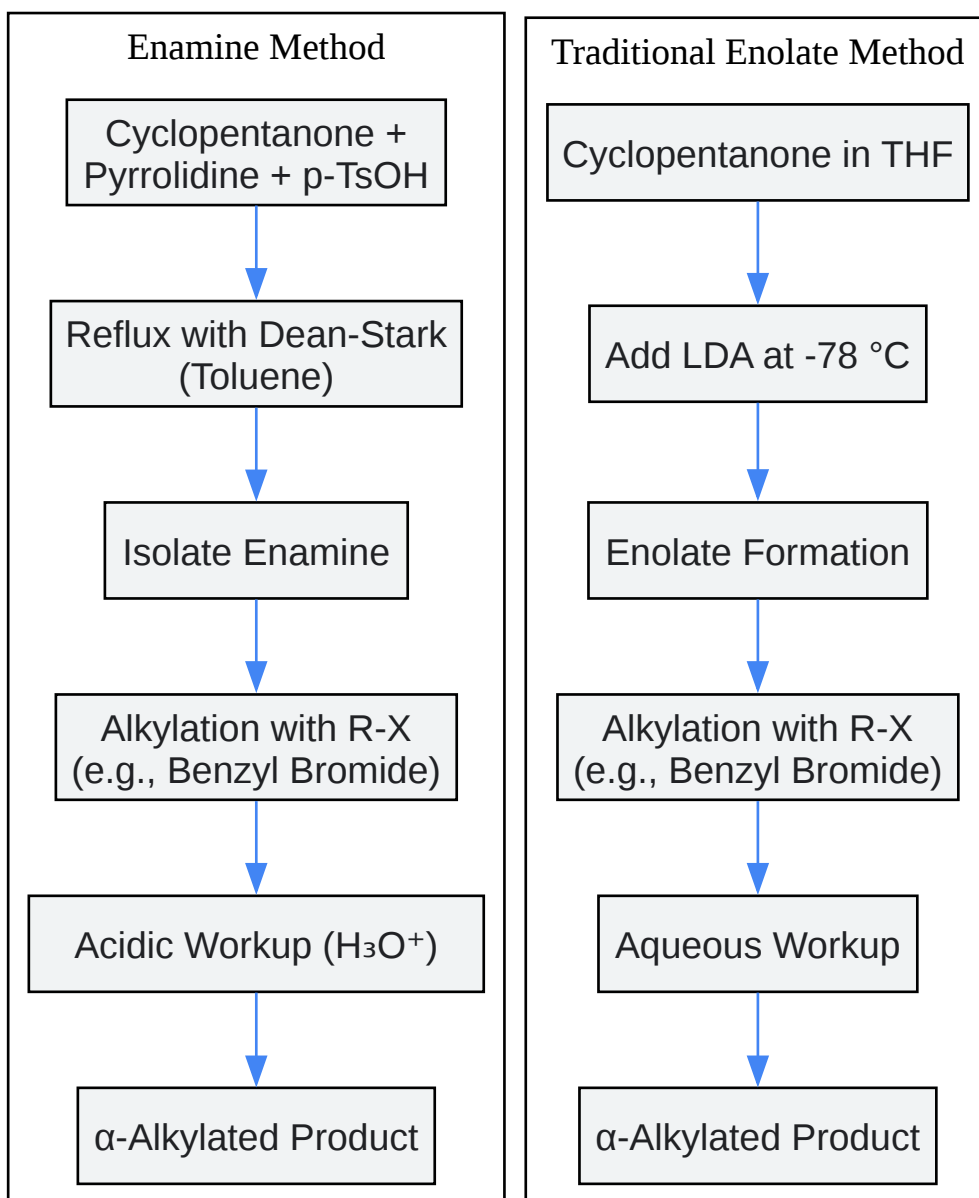 Enamine Method
Cyclopentanone +
Pyrrolidine + p-TsOH
Reflux with Dean-Stark
(Toluene)
Isolate Enamine
Alkylation with R-X
(e.g., Benzyl Bromide)
Acidic Workup (H₃O⁺)
α-Alkylated Product
Traditional Enolate Method
Cyclopentanone in THF
Add LDA at -78 °C
Enolate Formation
Alkylation with R-X
(e.g., Benzyl Bromide)
Aqueous Workup
α-Alkylated Product